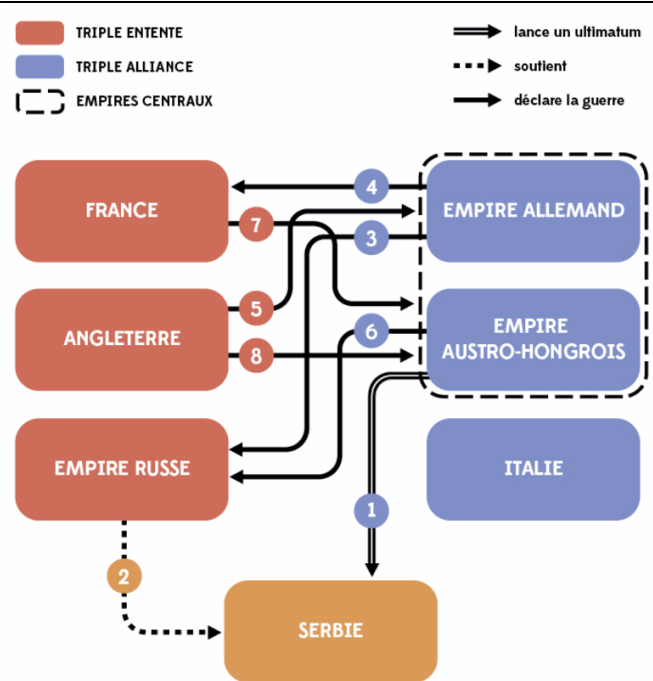 TRIPLE ENTENTE
TRIPLE ALLIANCE
EMPIRES CENTRAUX
lance un ultimatum
soutient
déclare la guerre
FRANCE
4
EMPIRE ALLEMAND
7
3
ANGLETERRE
5
6
EMPIRE
AUSTRO-HONGROIS
8
EMPIRE RUSSE
ITALIE
1
2
SERBIE